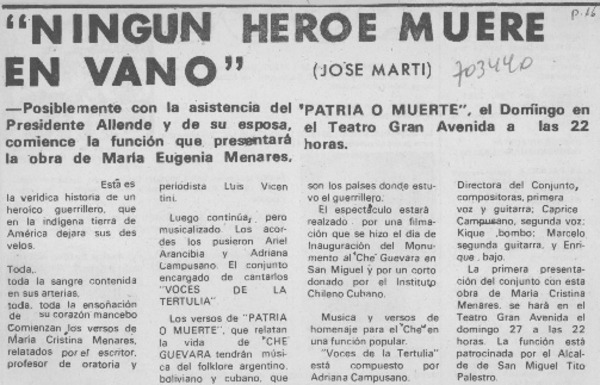 "NINGUN HEROE MUERE
EN VANO"
(JOSE MARTI)
703440
p.16
—Posiblemente con la asistencia del
Presidente Allende y de su esposa,
comience la función que presentará
la obra de María Eugenia Menares,
"PATRIA O MUERTE", el Domingo en
el Teatro Gran Avenida a las 22
horas.
Esta es
la verídica historia de un
heroico guerrillero, que
en la indígena tierra de
América dejara sus des
velos.
Toda,
toda la sangre contenida
en sus arterias,
toda, toda la ensoñación
de su corazón mancebo
Comienzan los versos de
María Cristina Menares,
relatados por el escritor,
profesor de oratoria y
periodista Luis Vicen
tini.
Luego continúa, pero
musicalizado. Los acor-
des los pusieron Ariel
Arancibia y Adriana
Campusano. El conjunto
encargado de cantarlos
"VOCES DE LA
TERTULIA"
Los versos de "PATRIA
O MUERTE", que relatan
la vida de "CHE
GUEVARA tendrán músi-
ca del folklore argentino,
boliviano y cubano, que
son los países donde estu-
vo el guerrillero.
El espectáculo estará
realzado por una filma-
ción que se hizo el día de
Inauguración del Monu-
mento al "Che" Guevara en
San Miguel y por un corto
donado por el Instituto
Chileno Cubano.
Musica y versos de
homenaje para el "Che" en
una función popular.
"Voces de la Tertulia"
está compuesto por
Adriana Campusano.
Directora del Conjunto,
compositoras, primera
voz y guitarra; Caprice
Campusano, segunda voz;
Kique, bombo; Marcelo
segunda guitarra, y Enri-
que, bajo.
La primera presenta-
ción del conjunto con esta
obra de María Cristina
Menares, se hará en el
Teatro Gran Avenida el
domingo 27 a las 22
horas. La función está
patrocinada por el Alcal-
de de San Miguel Tito
Palestro.